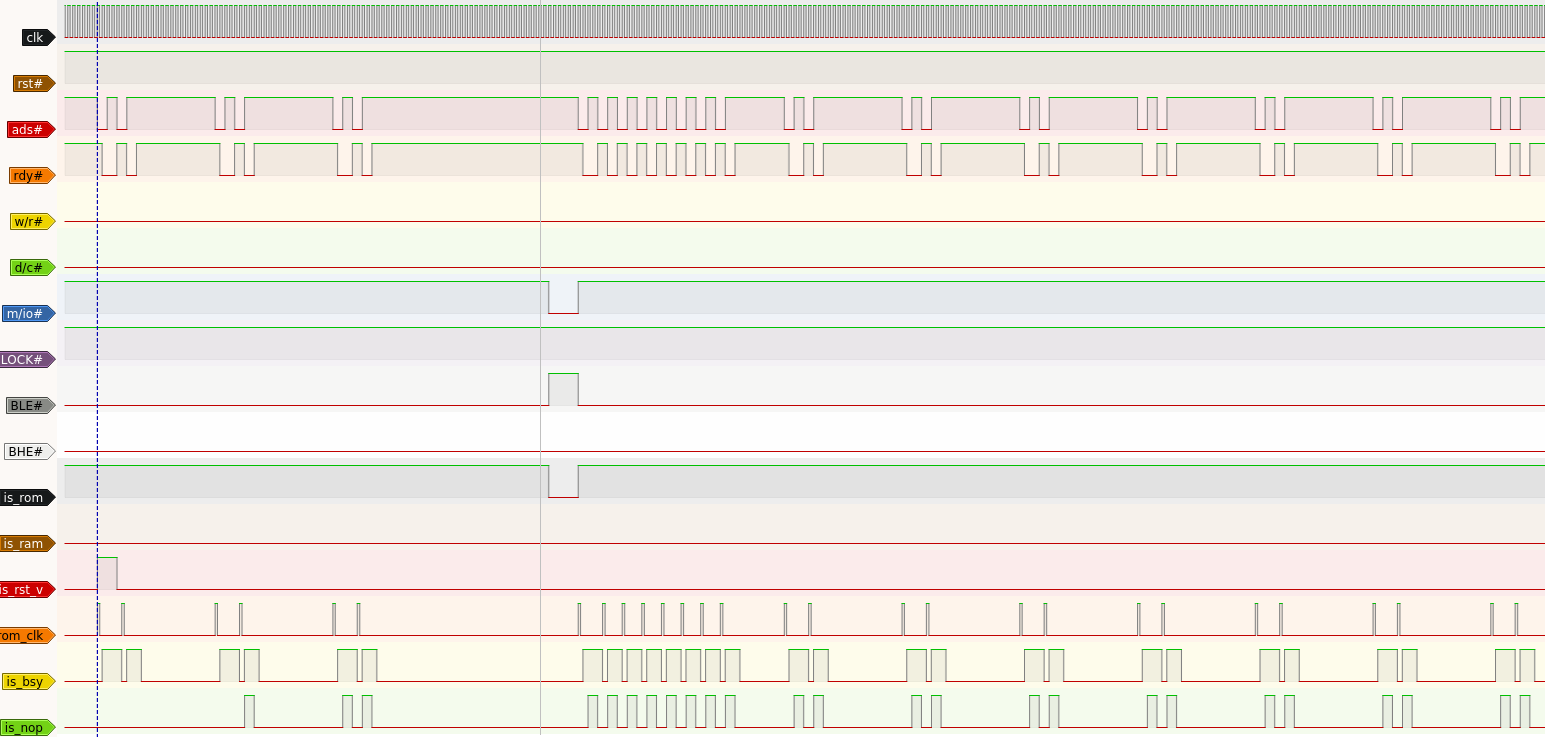 clk
rst#
ads#
rdy#
w/r#
d/c#
m/io#
LOCK#
BLE#
BHE#
is_rom
is_ram
is_rst_v
rom_clk
is_bsy
is_nop